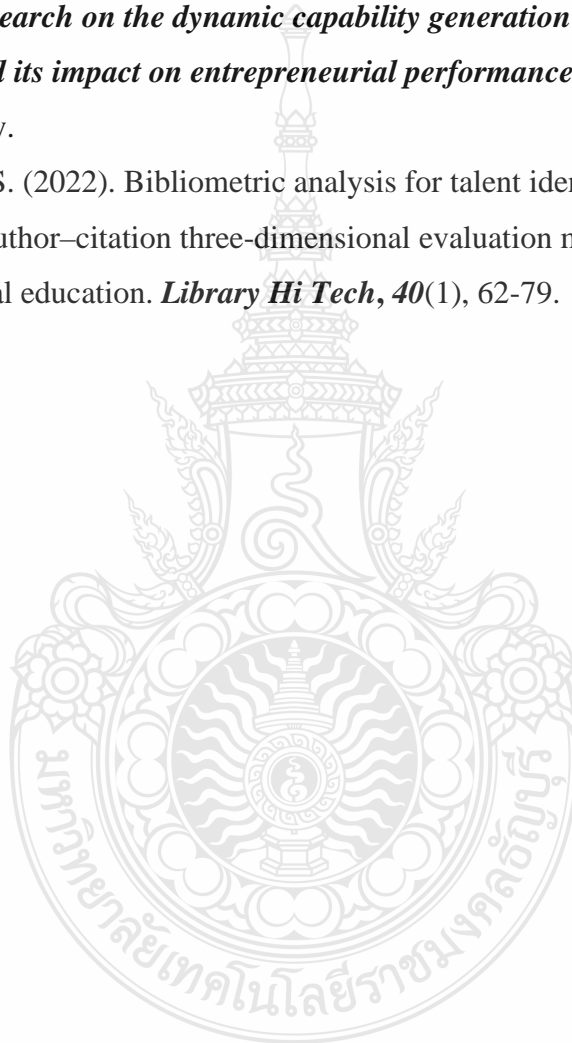 earch on the dynamic capability generation
d its impact on entrepreneurial performance
y.
S. (2022). Bibliometric analysis for talent iden
uthor–citation three-dimensional evaluation n
al education. Library Hi Tech, 40(1), 62-79.
มหาวิทยาลัยเทคโนโลยีราชมงคลธัญบุรี